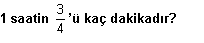 1 saatin 3/4 'ü kaç dakikadır?